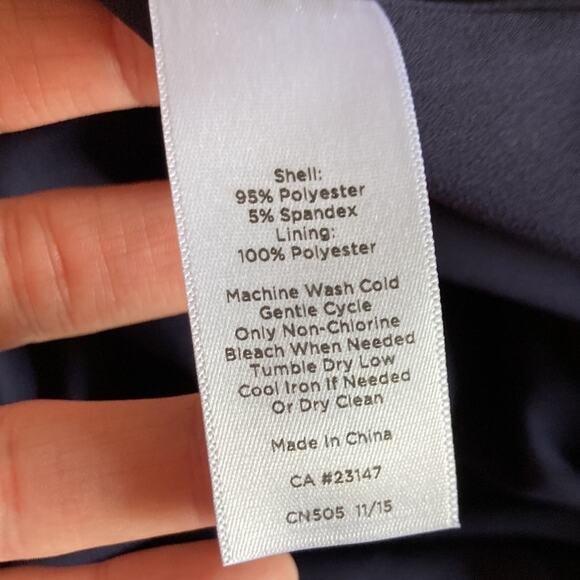 Shell:
95% Polyester
5% Spandex
Lining:
100% Polyester
Machine Wash Cold
Gentle Cycle
Only Non-Chlorine
Bleach When Needed
Tumble Dry Low
Cool Iron If Needed
Or Dry Clean
Made In China
CA #23147
CN505 11/15